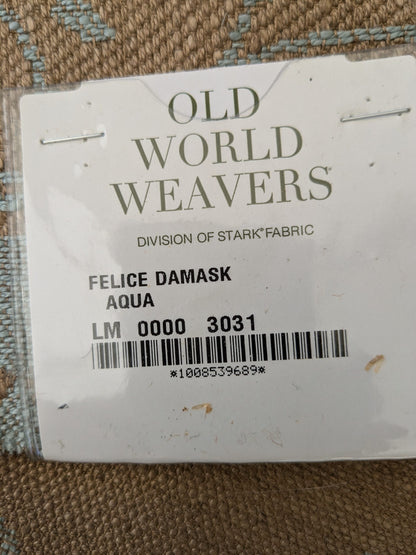 OLD
WORLD
WEAVERS
DIVISION OF STARK® FABRIC
FELICE DAMASK
AQUA
LM 0000 3031
*1008539689*